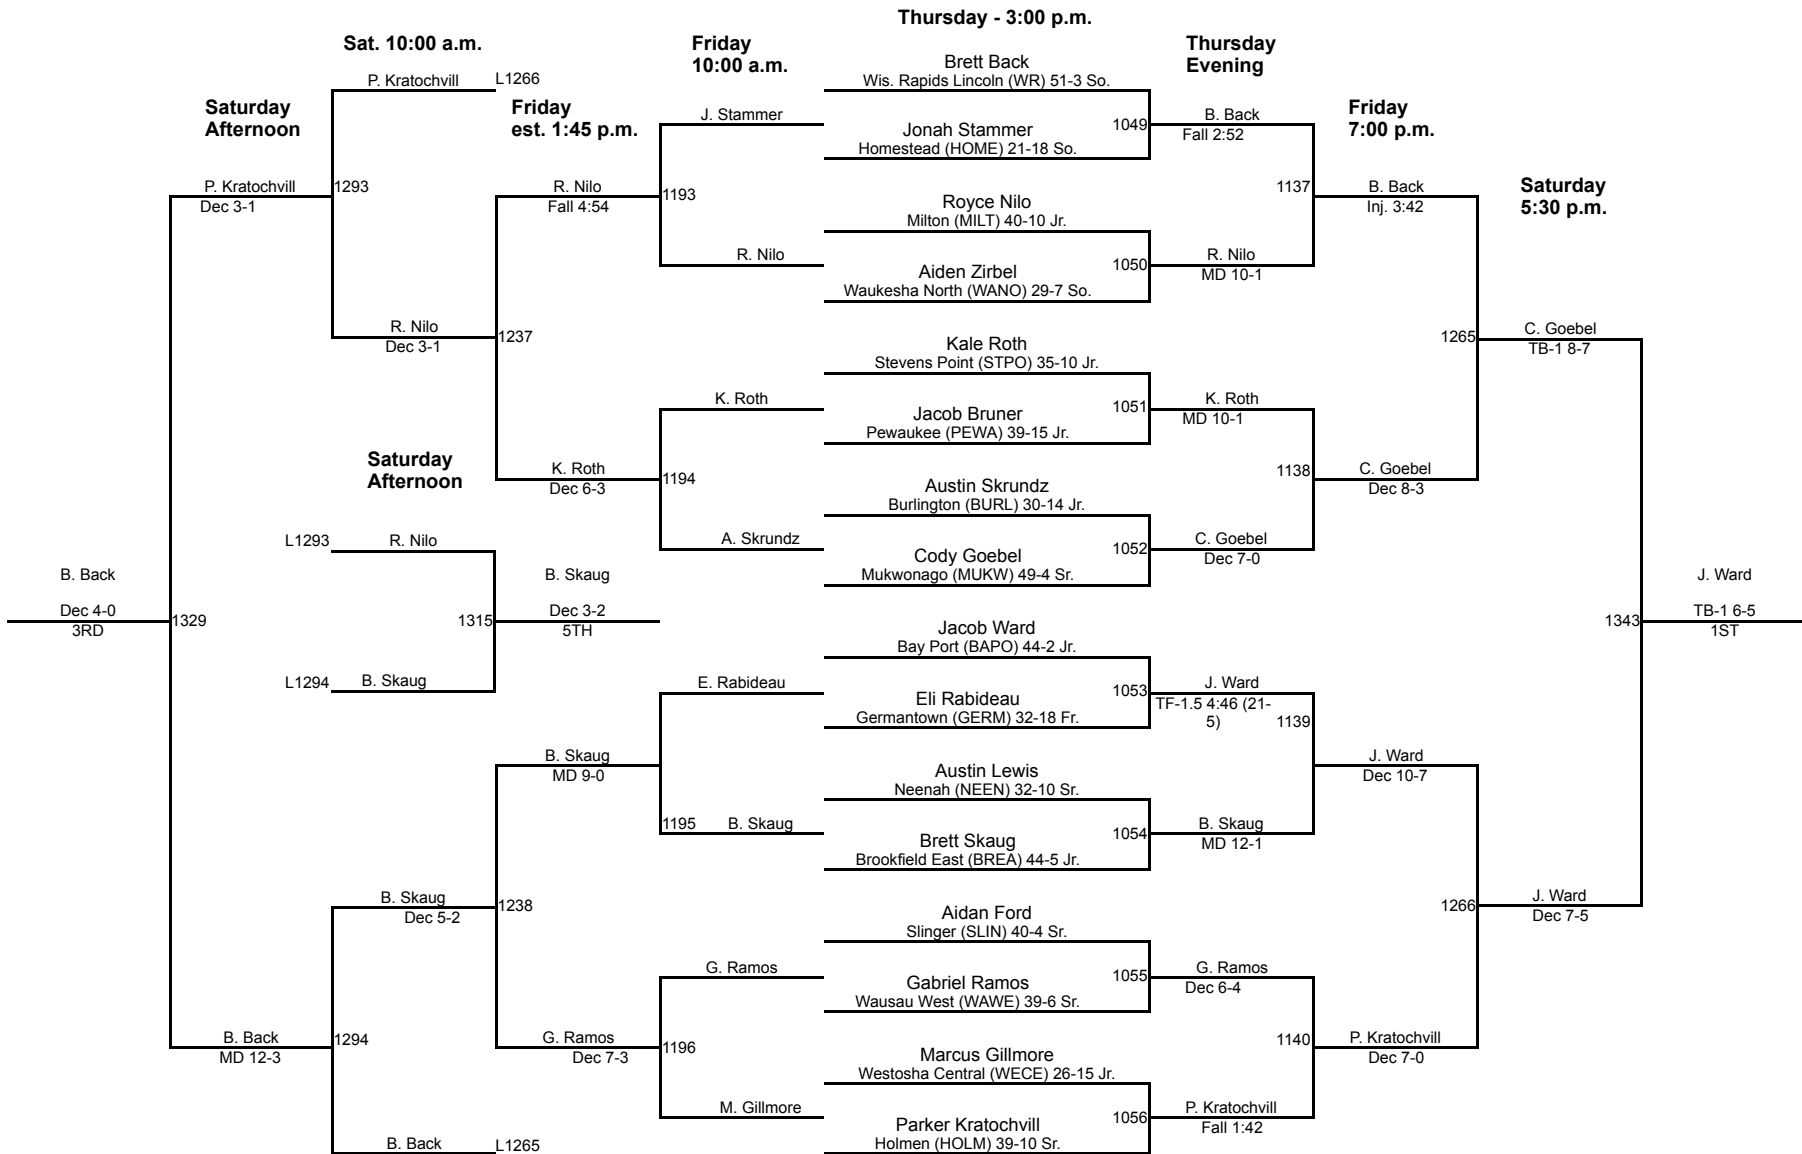 Thursday - 3:00 p.m.
Sat. 10:00 a.m.
Friday
10:00 a.m.
Thursday
Evening
Saturday
Afternoon
Friday
est. 1:45 p.m.
Friday
7:00 p.m.
Saturday
5:30 p.m.
Saturday
Afternoon
Brett Back
Wis. Rapids Lincoln (WR) 51-3 So.
1049
Jonah Stammer
Homestead (HOME) 21-18 So.
Royce Nilo
Milton (MILT) 40-10 Jr.
1050
Aiden Zirbel
Waukesha North (WANO) 29-7 So.
Kale Roth
Stevens Point (STPO) 35-10 Jr.
1051
Jacob Bruner
Pewaukee (PEWA) 39-15 Jr.
Austin Skrundz
Burlington (BURL) 30-14 Jr.
1052
Cody Goebel
Mukwonago (MUKW) 49-4 Sr.
Jacob Ward
Bay Port (BAPO) 44-2 Jr.
1053
Eli Rabideau
Germantown (GERM) 32-18 Fr.
Austin Lewis
Neenah (NEEN) 32-10 Sr.
1054
Brett Skaug
Brookfield East (BREA) 44-5 Jr.
Aidan Ford
Slinger (SLIN) 40-4 Sr.
1055
Gabriel Ramos
Wausau West (WAWE) 39-6 Sr.
Marcus Gillmore
Westosha Central (WECE) 26-15 Jr.
1056
Parker Kratochvill
Holmen (HOLM) 39-10 Sr.
B. Back
Fall 2:52
1137
R. Nilo
MD 10-1
K. Roth
MD 10-1
1138
C. Goebel
Dec 7-0
J. Ward
TF-1.5 4:46 (21-
5)
1139
B. Skaug
MD 12-1
G. Ramos
Dec 6-4
1140
P. Kratochvill
Fall 1:42
B. Back
Inj. 3:42
1265
C. Goebel
Dec 8-3
J. Ward
Dec 10-7
1266
P. Kratochvill
Dec 7-0
C. Goebel
TB-1 8-7
1343
J. Ward
Dec 7-5
J. Ward
TB-1 6-5
1ST
J. Stammer
1193
R. Nilo
K. Roth
1194
A. Skrundz
E. Rabideau
1195
B. Skaug
G. Ramos
1196
M. Gillmore
R. Nilo
Fall 4:54
1237
K. Roth
Dec 6-3
B. Skaug
MD 9-0
1238
G. Ramos
Dec 7-3
P. Kratochvill
L1266
1293
R. Nilo
Dec 3-1
B. Skaug
Dec 5-2
1294
B. Back
L1265
P. Kratochvill
Dec 3-1
1329
B. Back
MD 12-3
B. Back
Dec 4-0
3RD
L1293
R. Nilo
1315
L1294
B. Skaug
B. Skaug
Dec 3-2
5TH